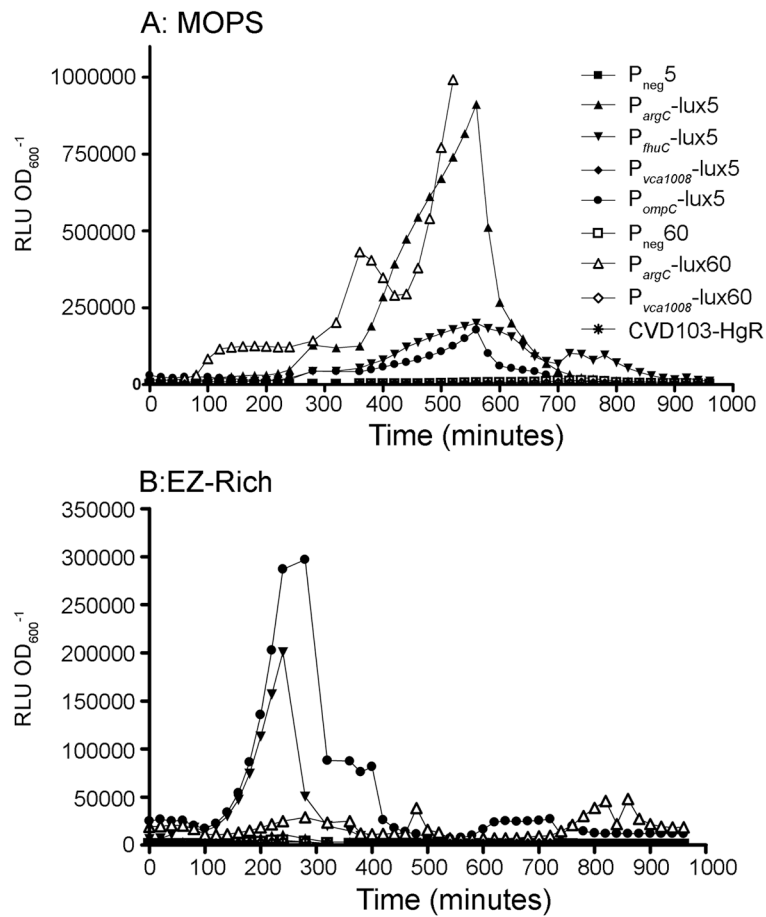 A: MOPS
RLU OD600-1
1000000
750000
500000
250000
0
0 100 200 300 400 500 600 700 800 900 1000
Time (minutes)
Pneg5
PargC-lux5
PfhuC-lux5
Pvca1008-lux5
PompC-lux5
Pneg60
PargC-lux60
Pvca1008-lux60
CVD103-HgR
B:EZ-Rich
RLU OD600-1
350000
300000
250000
200000
150000
100000
50000
0
0 100 200 300 400 500 600 700 800 900 1000
Time (minutes)